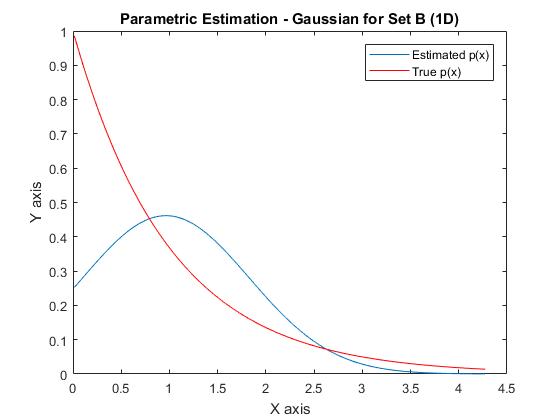 Parametric Estimation - Gaussian for Set B (1D)
Estimated p(x)
True p(x)
1
0.9
0.8
0.7
0.6
0.5
0.4
0.3
0.2
0.1
0
Y axis
0 0.5 1 1.5 2 2.5 3 3.5 4 4.5
X axis